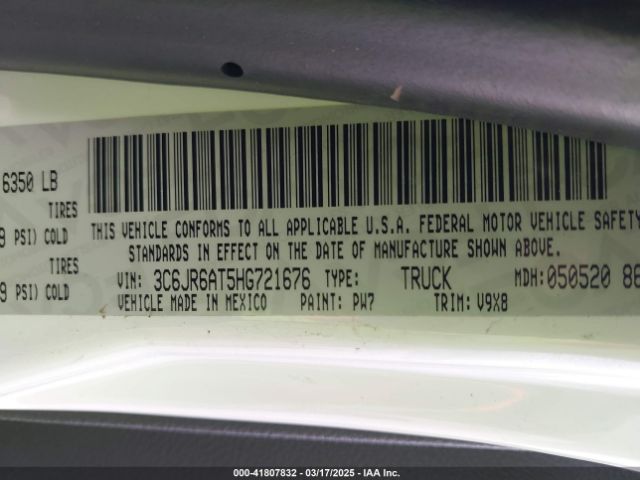 6350 LB
TIRES
9 PSI) COLD
TIRES
9 PSI) COLD
THIS VEHICLE CONFORMS TO ALL APPLICABLE U.S.A. FEDERAL MOTOR VEHICLE SAFETY
STANDARDS IN EFFECT ON THE DATE OF MANUFACTURE SHOWN ABOVE.
VIN: 3C6JR6AT5HG721676 TYPE: TRUCK MDH: 050520 88
VEHICLE MADE IN MEXICO PAINT: PW7 TRIM: V9X8
000-41807832 - 03/17/2025 - IAA Inc.